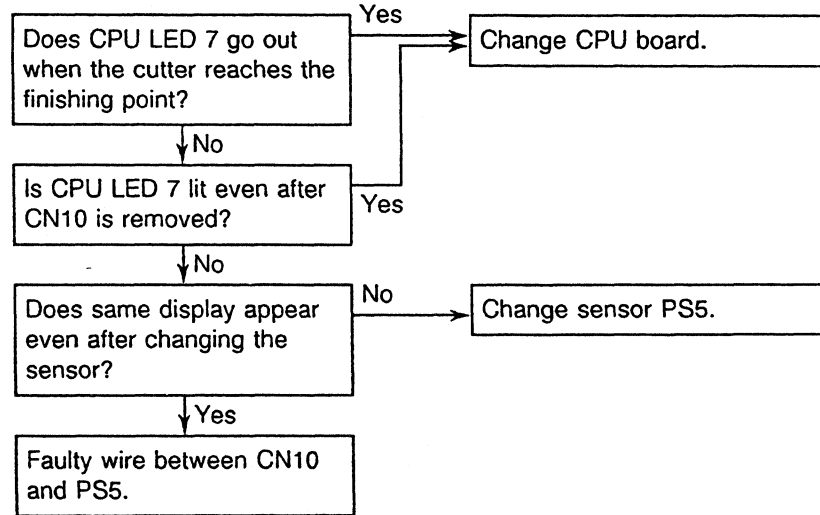 Does CPU LED 7 go out
when the cutter reaches the
finishing point?
Yes
Change CPU board.
No
Is CPU LED 7 lit even after
CN10 is removed?
Yes
No
Does same display appear
even after changing the
sensor?
No
Change sensor PS5.
Yes
Faulty wire between CN10
and PS5.